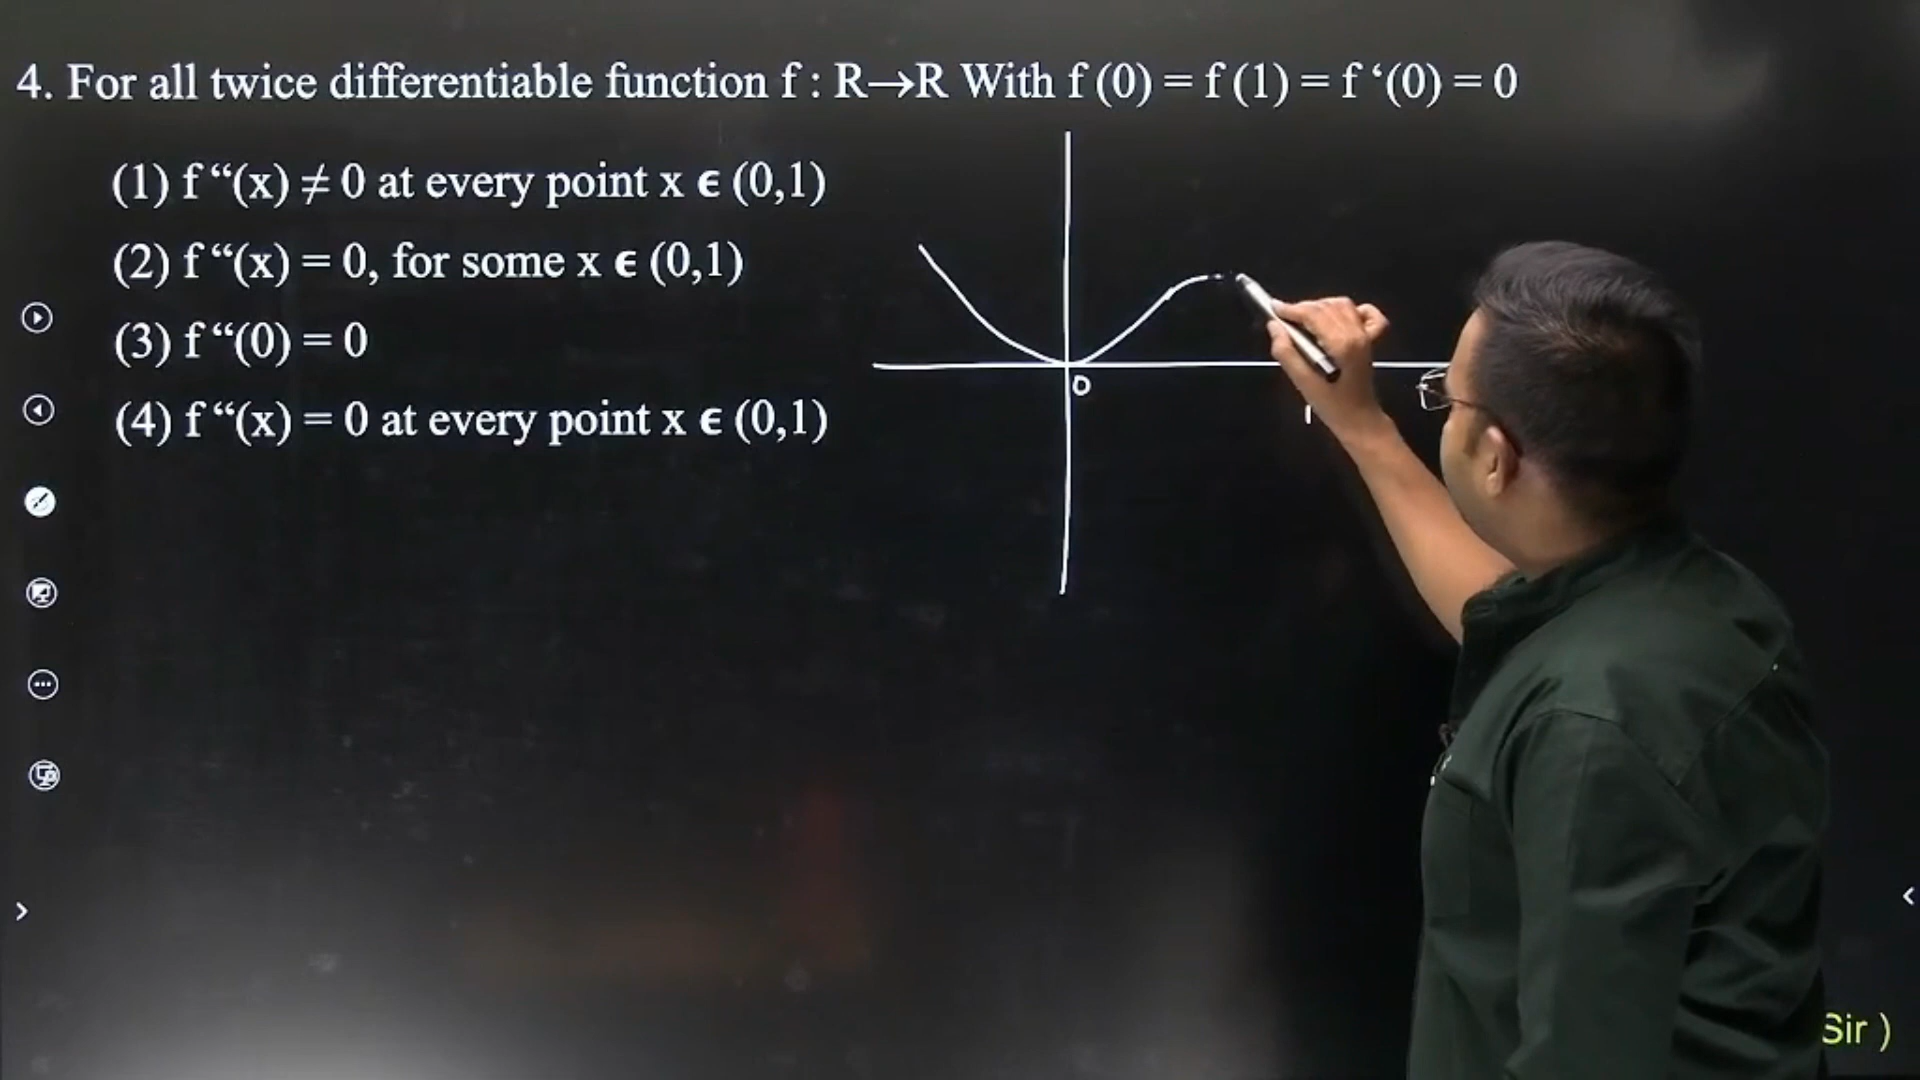 4. For all twice differentiable function f : R→R With f (0) = f (1) = f ‘(0) = 0
(1) f “(x) ≠ 0 at every point x ϵ (0,1)
(2) f “(x) = 0, for some x ϵ (0,1)
(3) f “(0) = 0
(4) f “(x) = 0 at every point x ϵ (0,1)
0
1
Sir )